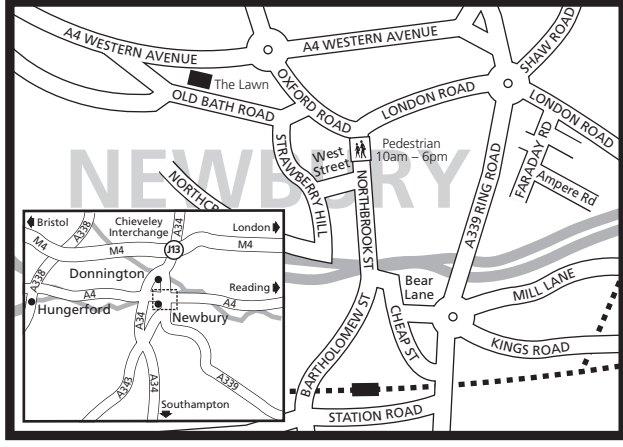 A4 WESTERN AVENUE
A4 WESTERN AVENUE
SHAW ROAD
The Lawn
OXFORD ROAD
OLD BATH ROAD
LONDON ROAD
LONDON ROAD
STRAWBERRY HILL
West
Street
Pedestrian
10am – 6pm
FARADAY RD
Ampere Rd
NEWBURY
NORTHCR
NORTHBROOK ST
A339 RING ROAD
Bear
Lane
MILL LANE
KINGS ROAD
BARTHOLOMEW ST
CHEAP ST
STATION ROAD
Bristol
A338
Chieveley
Interchange
A34
London
M4
M4
J13
M4
A338
Donnington
Reading
A4
A4
Hungerford
Newbury
A34
A339
A343
A34
Southampton